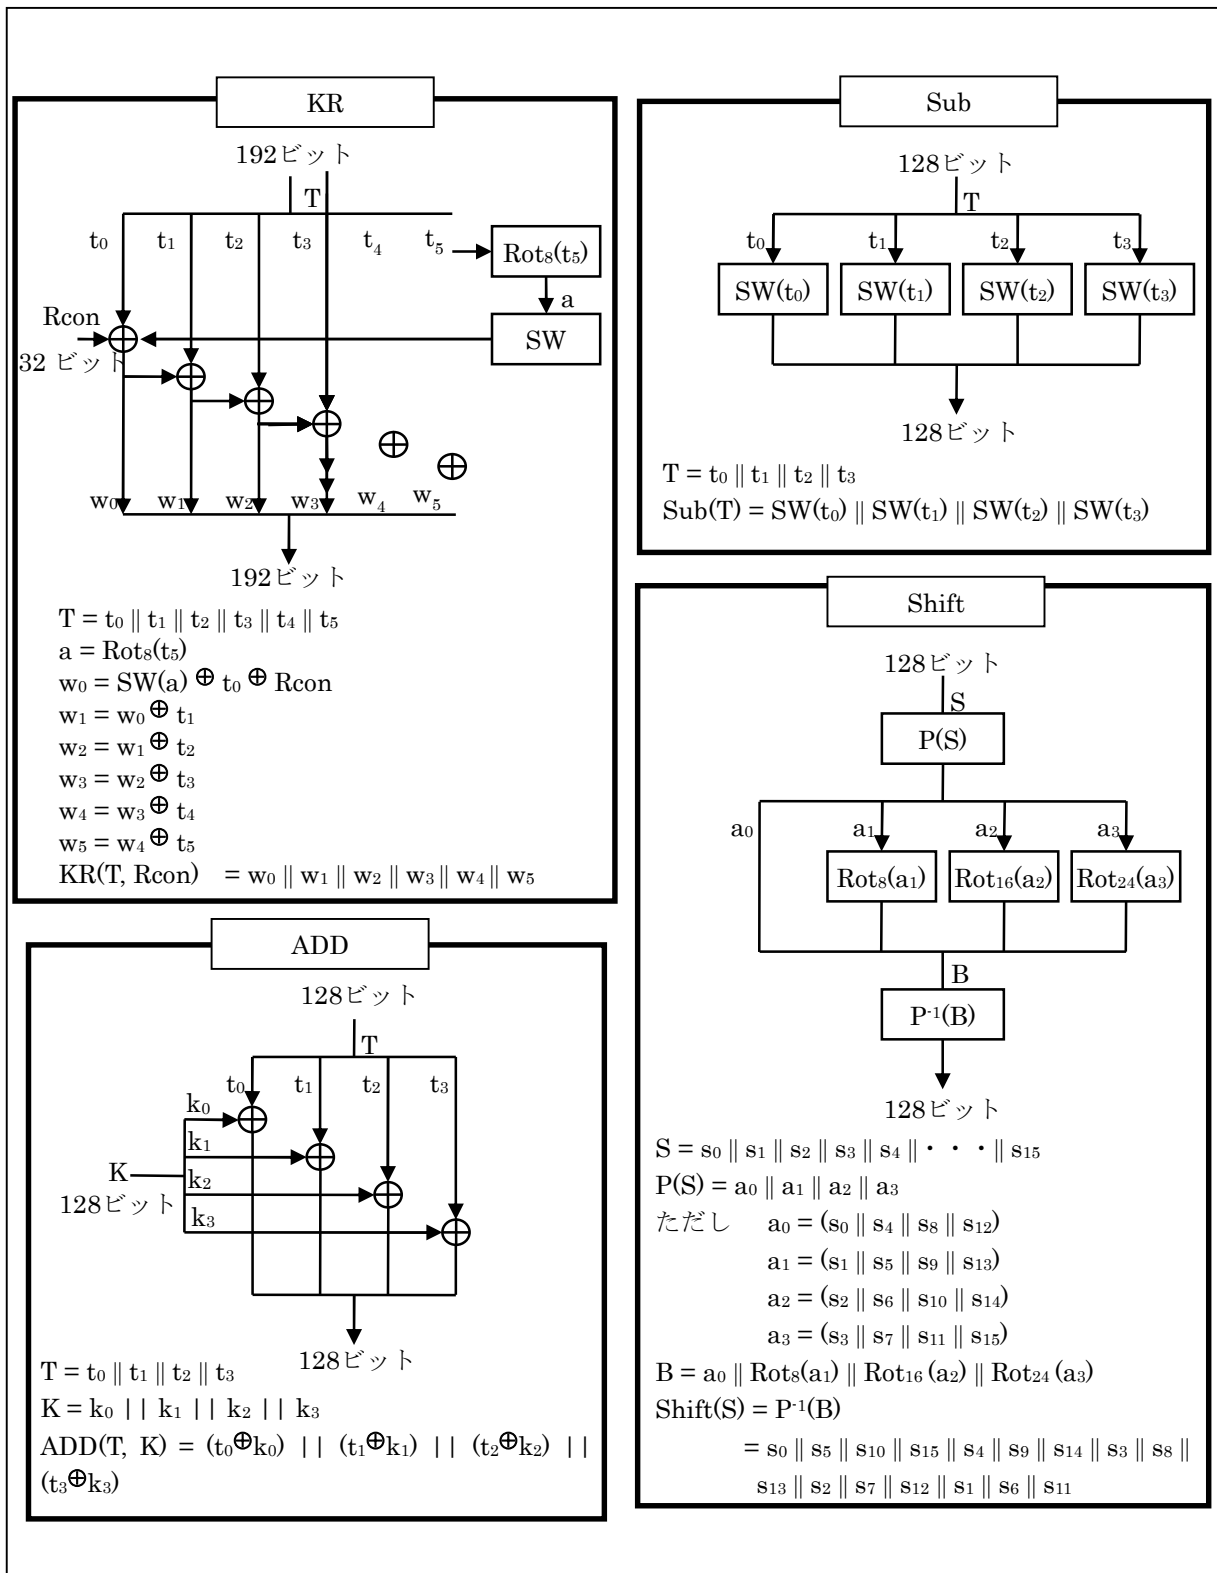 KR
192ビット
T
t0 t1 t2 t3 t4 t5
Rot8(t5)
a
Rcon
SW
32 ビット
w0 w1 w2 w3 w4 w5
192ビット
T = t0 || t1 || t2 || t3 || t4 || t5
a = Rot8(t5)
w0 = SW(a) ⊕ t0 ⊕ Rcon
w1 = w0 ⊕ t1
w2 = w1 ⊕ t2
w3 = w2 ⊕ t3
w4 = w3 ⊕ t4
w5 = w4 ⊕ t5
KR(T, Rcon) = w0 || w1 || w2 || w3 || w4 || w5
ADD
128ビット
T
t0 t1 t2 t3
k0
k1
K
k2
128ビット
k3
128ビット
T = t0 || t1 || t2 || t3
K = k0 || k1 || k2 || k3
ADD(T, K) = (t0⊕k0) || (t1⊕k1) || (t2⊕k2) ||
(t3⊕k3)
Sub
128ビット
T
t0 t1 t2 t3
SW(t0) SW(t1) SW(t2) SW(t3)
128ビット
T = t0 || t1 || t2 || t3
Sub(T) = SW(t0) || SW(t1) || SW(t2) || SW(t3)
Shift
128ビット
S
P(S)
a0 a1 a2 a3
Rot8(a1) Rot16(a2) Rot24(a3)
B
P-1(B)
128ビット
S = s0 || s1 || s2 || s3 || s4 ||・・・|| s15
P(S) = a0 || a1 || a2 || a3
ただし a0 = (s0 || s4 || s8 || s12)
a1 = (s1 || s5 || s9 || s13)
a2 = (s2 || s6 || s10 || s14)
a3 = (s3 || s7 || s11 || s15)
B = a0 || Rot8(a1) || Rot16 (a2) || Rot24 (a3)
Shift(S) = P-1(B)
= s0 || s5 || s10 || s15 || s4 || s9 || s14 || s3 || s8 ||
s13 || s2 || s7 || s12 || s1 || s6 || s11